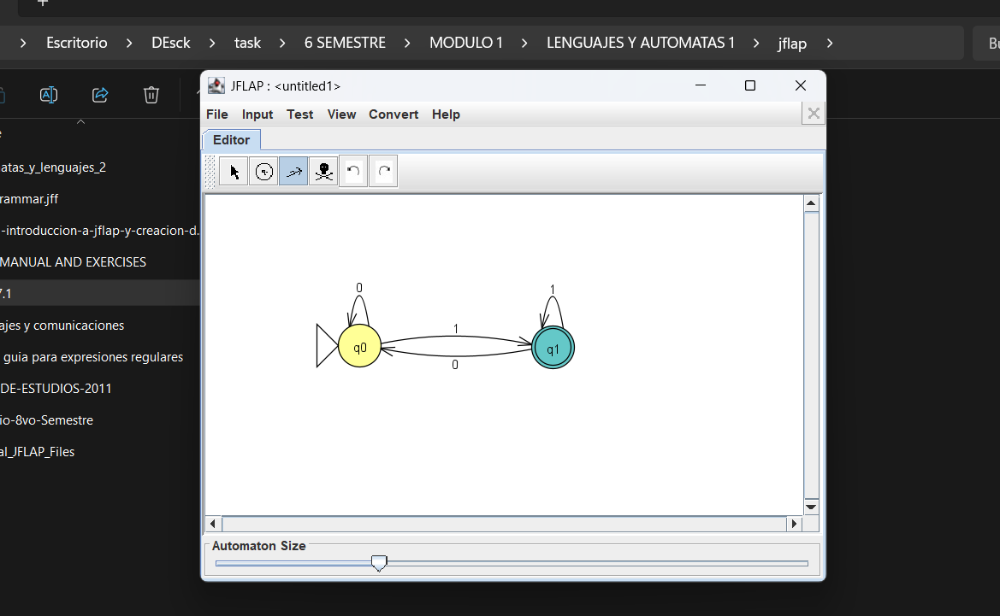 Escritorio > DEsck > task > 6 SEMESTRE > MODULO 1 > LENGUAJES Y AUTOMATAS 1 > jflap >
JFLAP : <untitled1>
File Input Test View Convert Help
Editor
atas_y_lenguajes_2
rammar.jff
-introduccion-a-jflap-y-creacion-d.
MANUAL AND EXERCISES
7.1
ajes y comunicaciones
guia para expresiones regulares
DE-ESTUDIOS-2011
io-8vo-Semestre
al_JFLAP_Files
0
1
q0
1
0
q1
Automaton Size